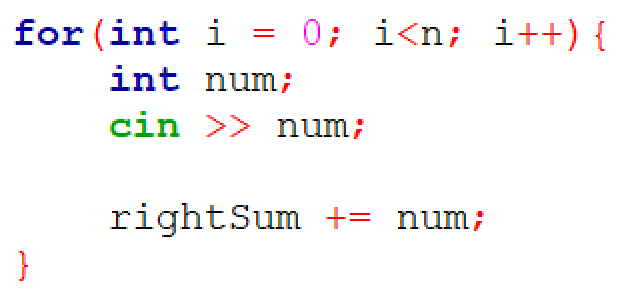 for(int i = 0; i<n; i++){
    int num;
    cin >> num;

    rightSum += num;
}